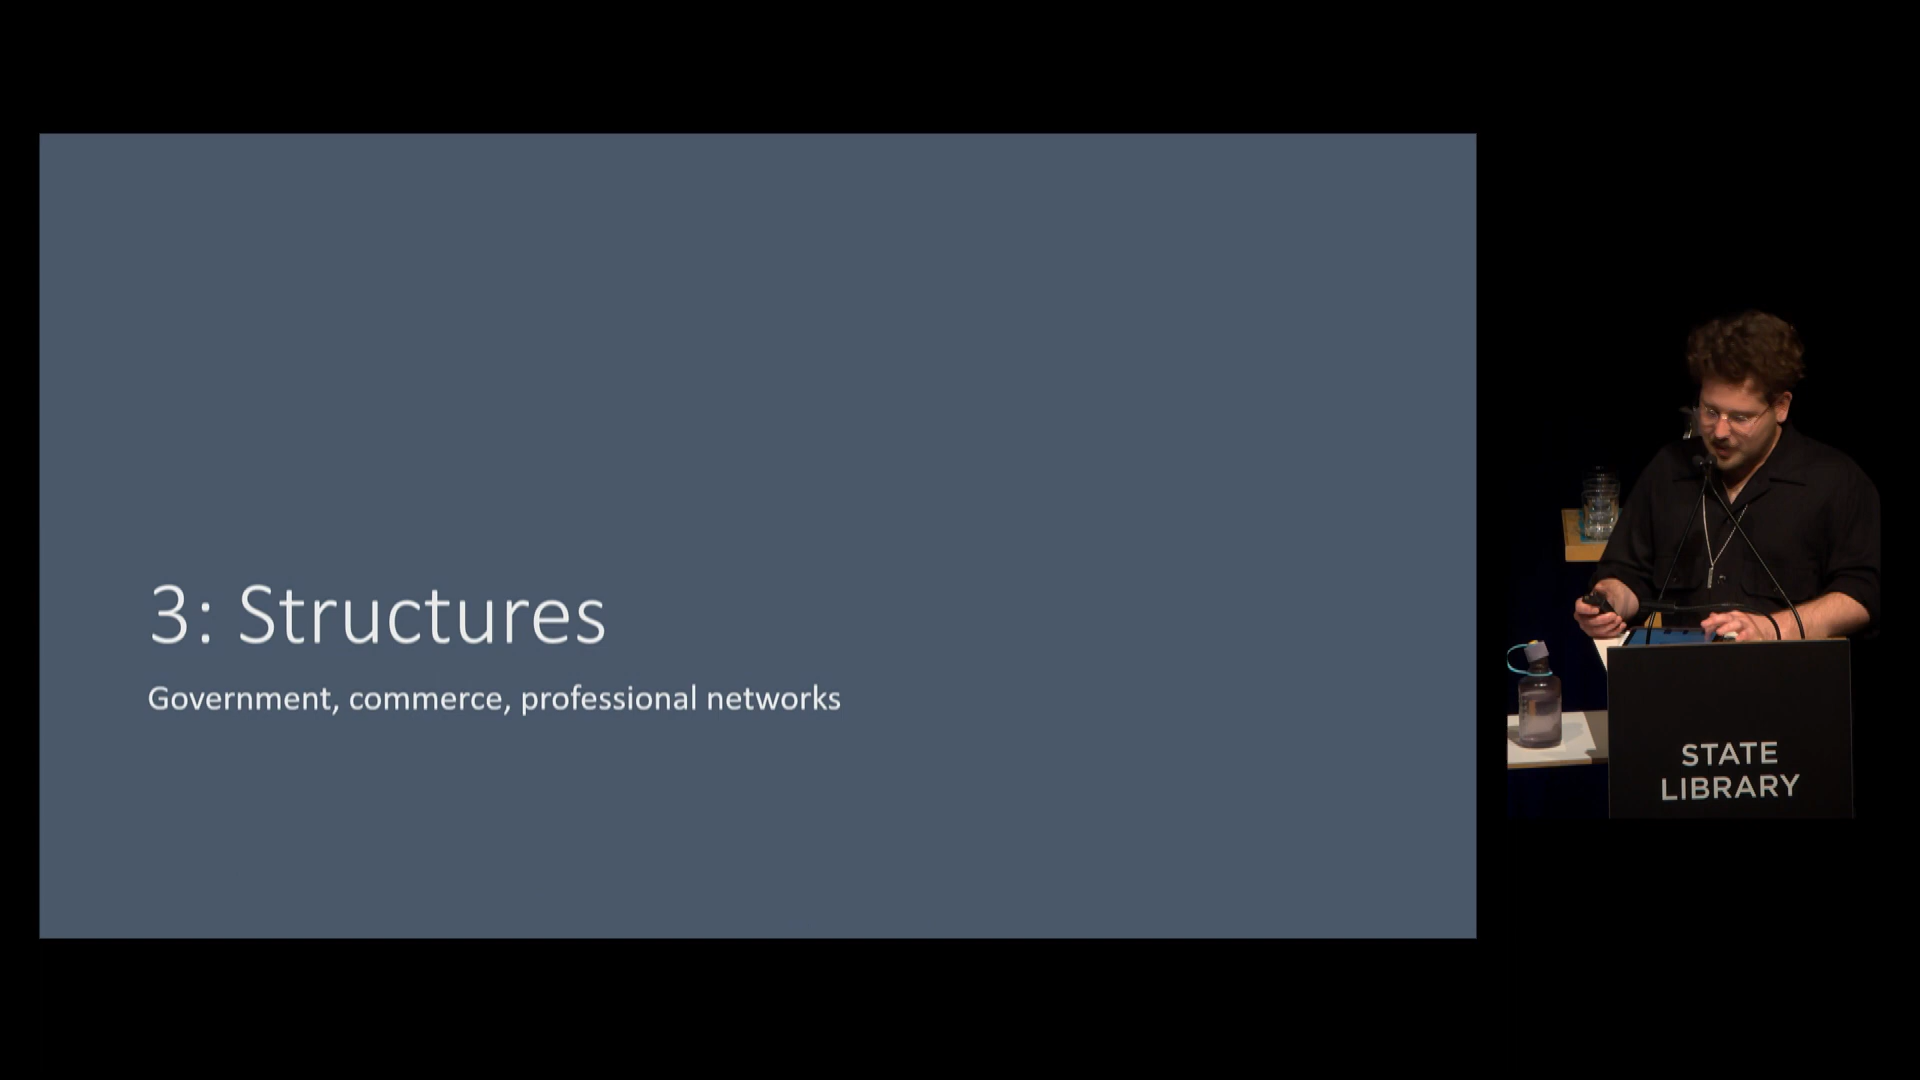 3: Structures
Government, commerce, professional networks
STATE
LIBRARY